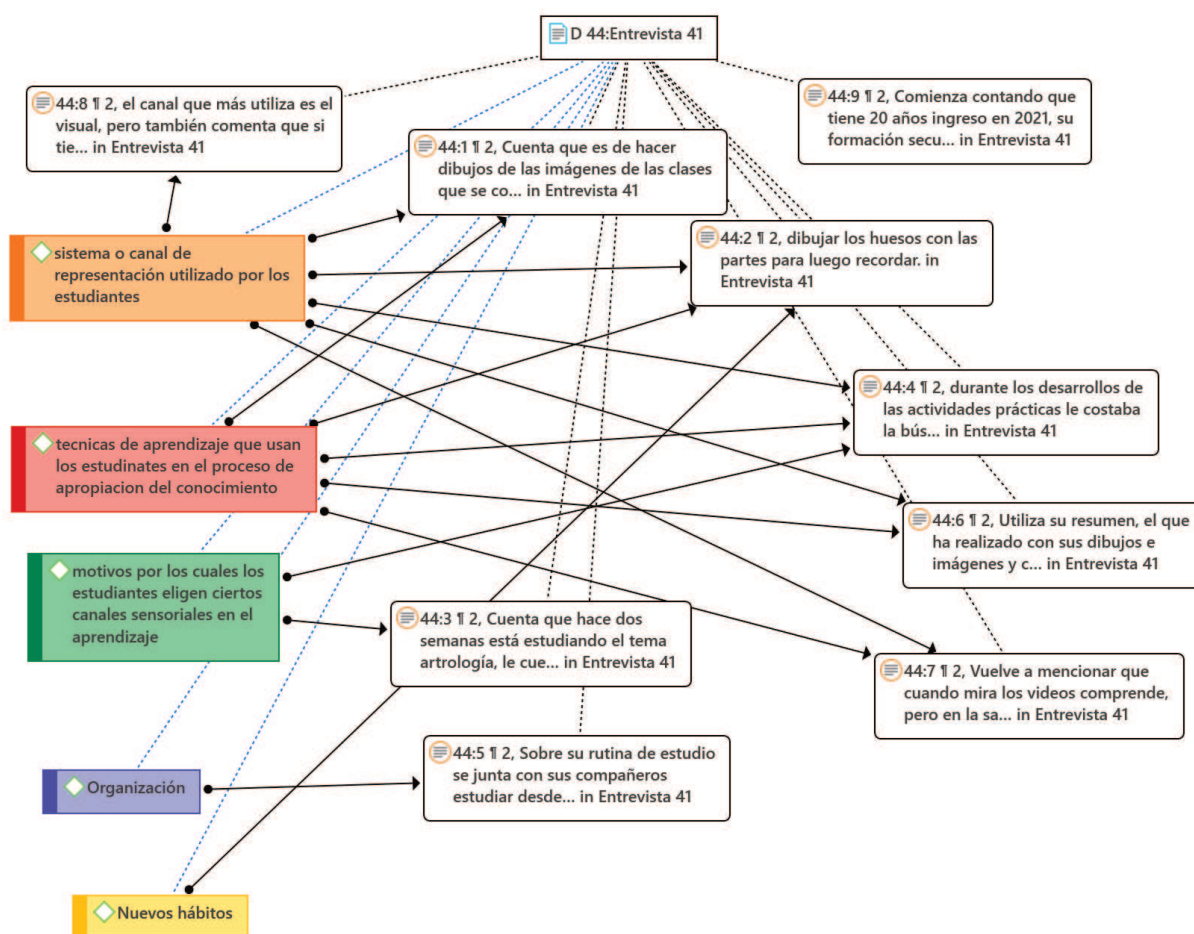 D 44:Entrevista 41
44:8 ¶ 2, el canal que más utiliza es el
visual, pero también comenta que si
tie... in Entrevista 41
44:9 ¶ 2, Comienza contando que
tiene 20 años ingreso en 2021, su
formación secu... in Entrevista 41
44:1 ¶ 2, Cuenta que es de hacer
dibujos de las imágenes de las clases
que se co... in Entrevista 41
44:2 ¶ 2, dibujar los huesos con las
partes para luego recordar. in
Entrevista 41
sistema o canal de
representación utilizado por los
estudiantes
44:4 ¶ 2, durante los desarrollos de
las actividades prácticas le costaba
la bús... in Entrevista 41
tecnicas de aprendizaje que usan
los estudinates en el proceso de
apropiacion del conocimiento
44:6 ¶ 2, Utiliza su resumen, el que
ha realizado con sus dibujos e
imágenes y c... in Entrevista 41
motivos por los cuales los
estudiantes eligen ciertos
canales sensoriales en el
aprendizaje
44:3 ¶ 2, Cuenta que hace dos
semanas está estudiando el tema
artrología, le cue... in Entrevista 41
44:7 ¶ 2, Vuelve a mencionar que
cuando mira los videos comprende,
pero en la sa... in Entrevista 41
44:5 ¶ 2, Sobre su rutina de estudio
se junta con sus compañeros
estudiar desde... in Entrevista 41
Organización
Nuevos hábitos